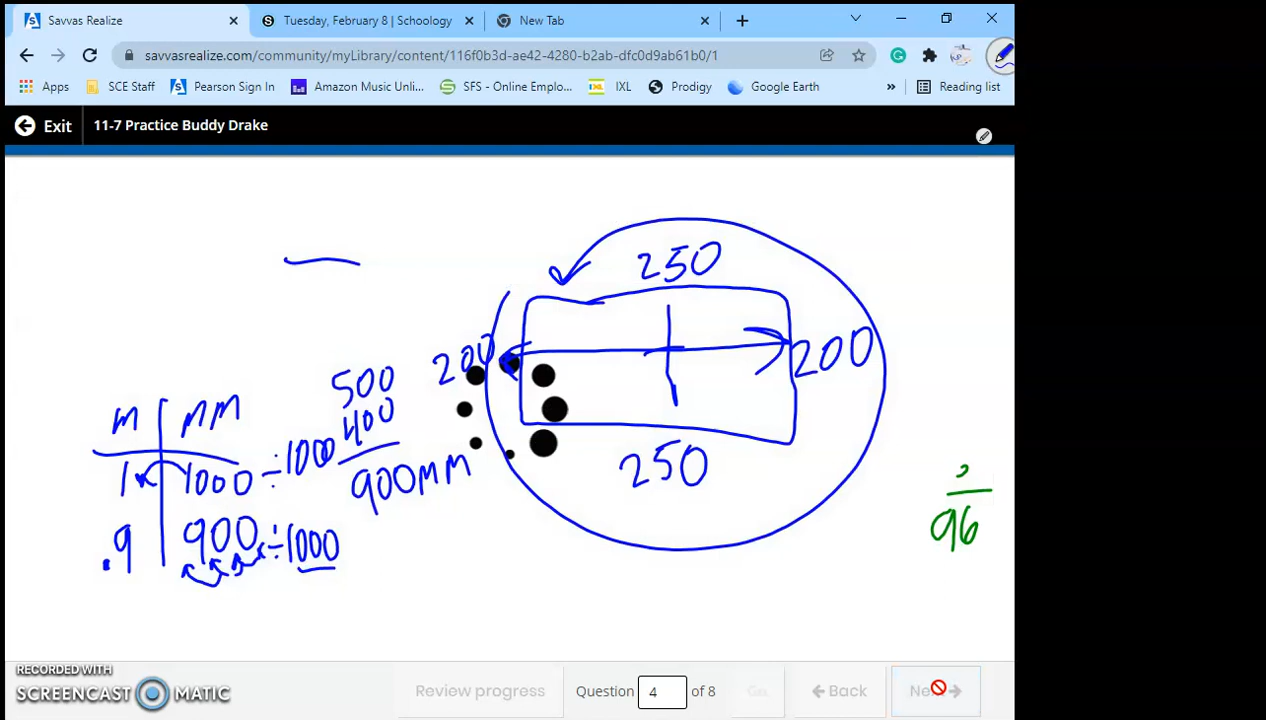 Savvas Realize
Tuesday, February 8 | Schoology
New Tab
savvasrealize.com/community/myLibrary/content/116f0b3d-ae42-4280-b2ab-dfc0d9ab61b0/1
Apps
SCE Staff
Pearson Sign In
Amazon Music Unli...
SFS - Online Emplo...
IXL
Prodigy
Google Earth
»
Reading list
Exit
11-7 Practice Buddy Drake
250
200
200
250
500
400
900MM
M MM
1 1000 ÷1000
.9 900 ÷1000
?
96
RECORDED WITH
SCREENCAST MATIC
Review progress
Question 4 of 8
Go
Back